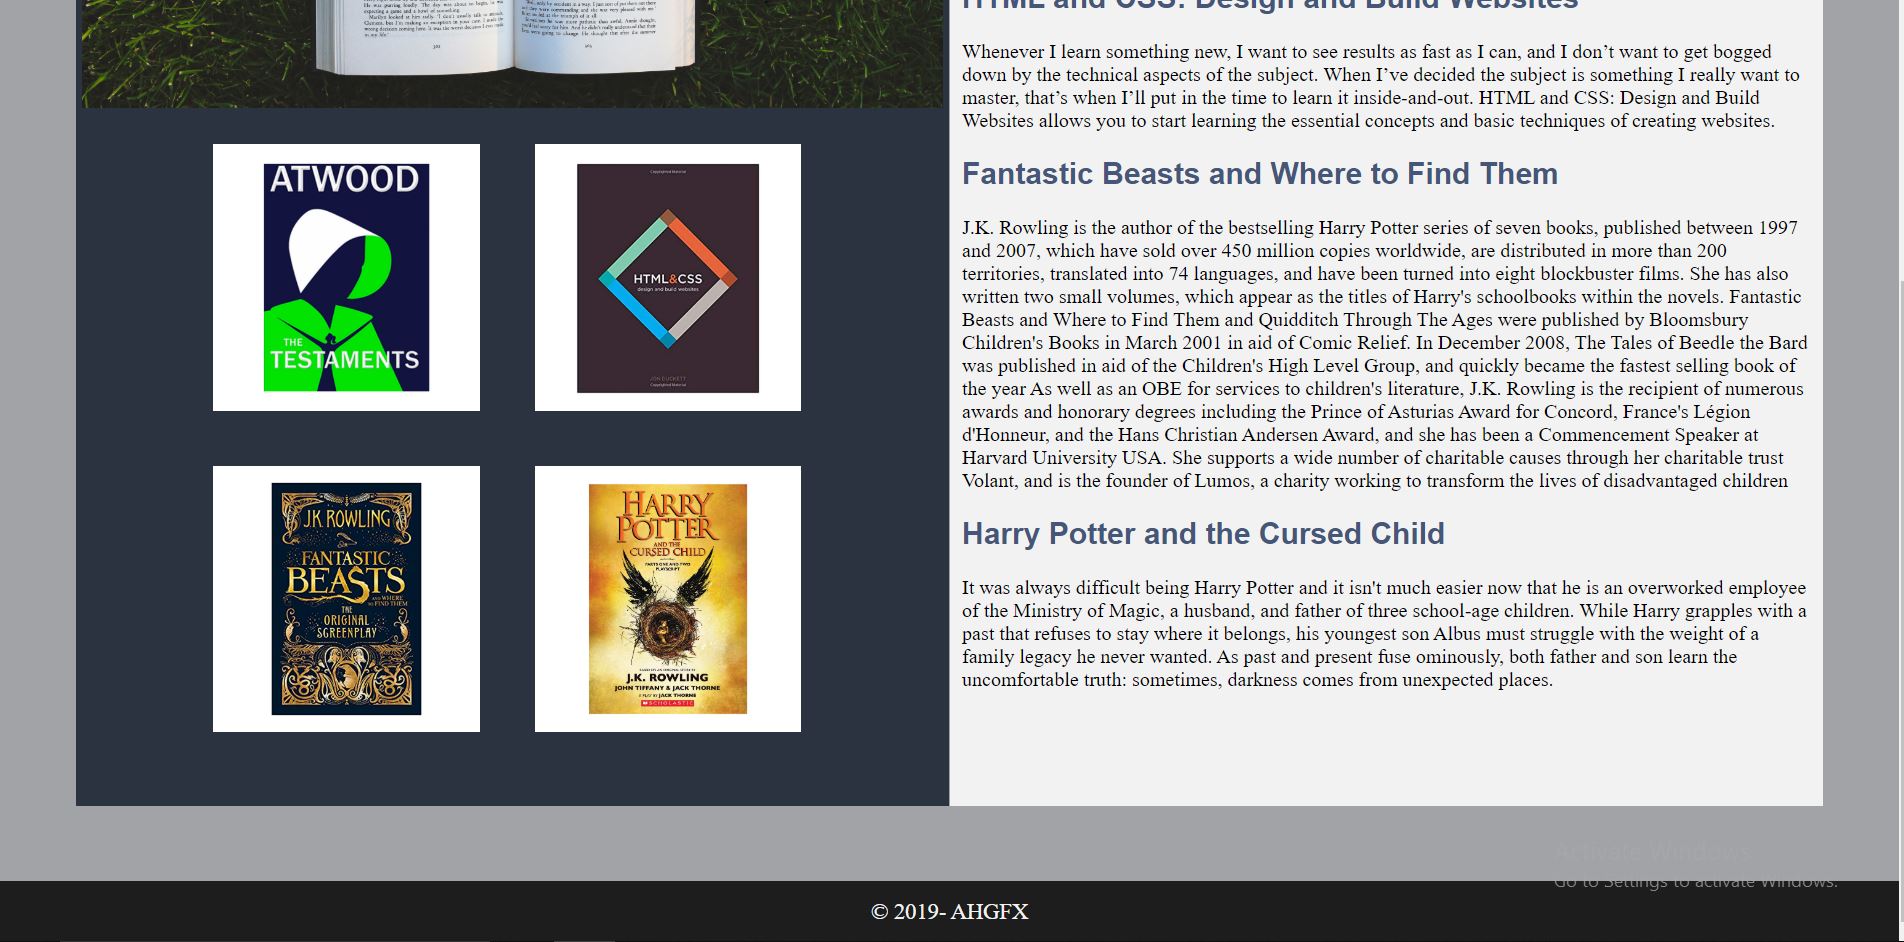 HTML and CSS: Design and Build Websites
Whenever I learn something new, I want to see results as fast as I can, and I don’t want to get bogged
down by the technical aspects of the subject. When I’ve decided the subject is something I really want to
master, that’s when I’ll put in the time to learn it inside-and-out. HTML and CSS: Design and Build
Websites allows you to start learning the essential concepts and basic techniques of creating websites.
Fantastic Beasts and Where to Find Them
J.K. Rowling is the author of the bestselling Harry Potter series of seven books, published between 1997
and 2007, which have sold over 450 million copies worldwide, are distributed in more than 200
territories, translated into 74 languages, and have been turned into eight blockbuster films. She has also
written two small volumes, which appear as the titles of Harry's schoolbooks within the novels. Fantastic
Beasts and Where to Find Them and Quidditch Through The Ages were published by Bloomsbury
Children's Books in March 2001 in aid of Comic Relief. In December 2008, The Tales of Beedle the Bard
was published in aid of the Children's High Level Group, and quickly became the fastest selling book of
the year As well as an OBE for services to children's literature, J.K. Rowling is the recipient of numerous
awards and honorary degrees including the Prince of Asturias Award for Concord, France's Légion
d'Honneur, and the Hans Christian Andersen Award, and she has been a Commencement Speaker at
Harvard University USA. She supports a wide number of charitable causes through her charitable trust
Volant, and is the founder of Lumos, a charity working to transform the lives of disadvantaged children
Harry Potter and the Cursed Child
It was always difficult being Harry Potter and it isn't much easier now that he is an overworked employee
of the Ministry of Magic, a husband, and father of three school-age children. While Harry grapples with a
past that refuses to stay where it belongs, his youngest son Albus must struggle with the weight of a
family legacy he never wanted. As past and present fuse ominously, both father and son learn the
uncomfortable truth: sometimes, darkness comes from unexpected places.
ATWOOD
THE
TESTAMENTS
Copyrighted Material
HTML&CSS
design and build websites
JON DUCKETT
Copyrighted Material
JK ROWLING
FANTASTIC
BEASTS
AND WHERE
TO FIND THEM
THE
ORIGINAL
SCREENPLAY
HARRY
POTTER
AND THE
CURSED CHILD
PARTS ONE AND TWO
PLAYSCRIPT
BASED ON AN ORIGINAL STORY BY
J.K. ROWLING
JOHN TIFFANY & JACK THORNE
A PLAY BY JACK THORNE
SCHOLASTIC
Activate Windows
Go to Settings to activate Windows.
© 2019- AHGFX